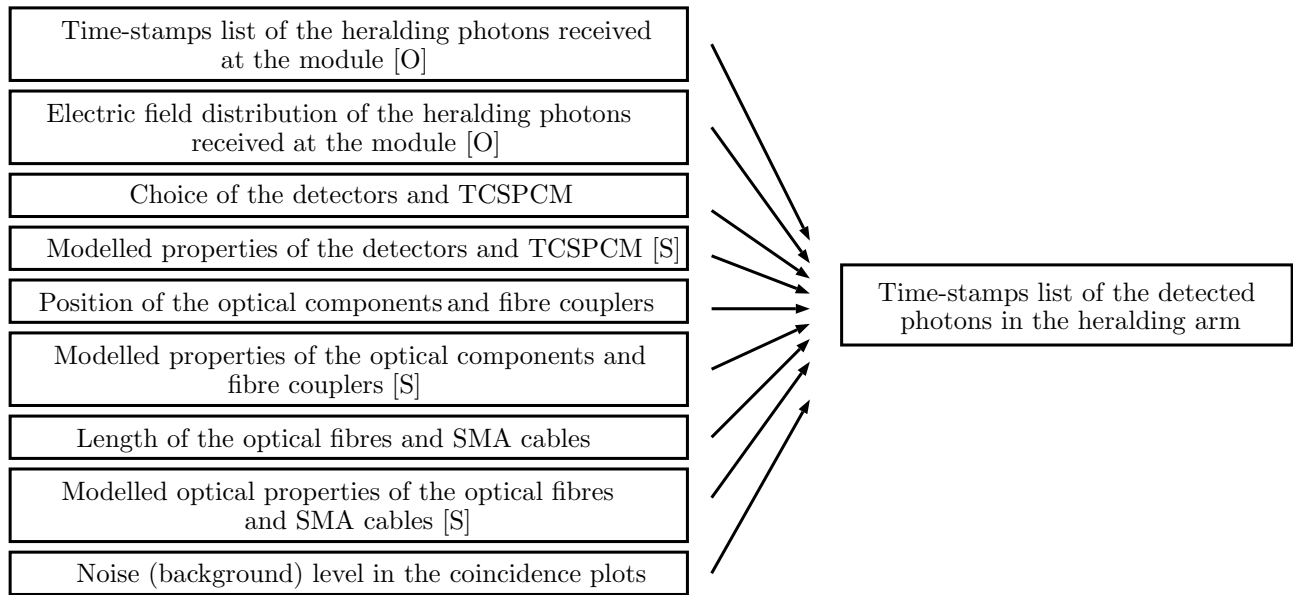 Time-stamps list of the heralding photons received
at the module [O]
Electric field distribution of the heralding photons
received at the module [O]
Choice of the detectors and TCSPCM
Modelled properties of the detectors and TCSPCM [S]
Position of the optical components and fibre couplers
Modelled properties of the optical components and
fibre couplers [S]
Length of the optical fibres and SMA cables
Modelled optical properties of the optical fibres
and SMA cables [S]
Noise (background) level in the coincidence plots
Time-stamps list of the detected
photons in the heralding arm